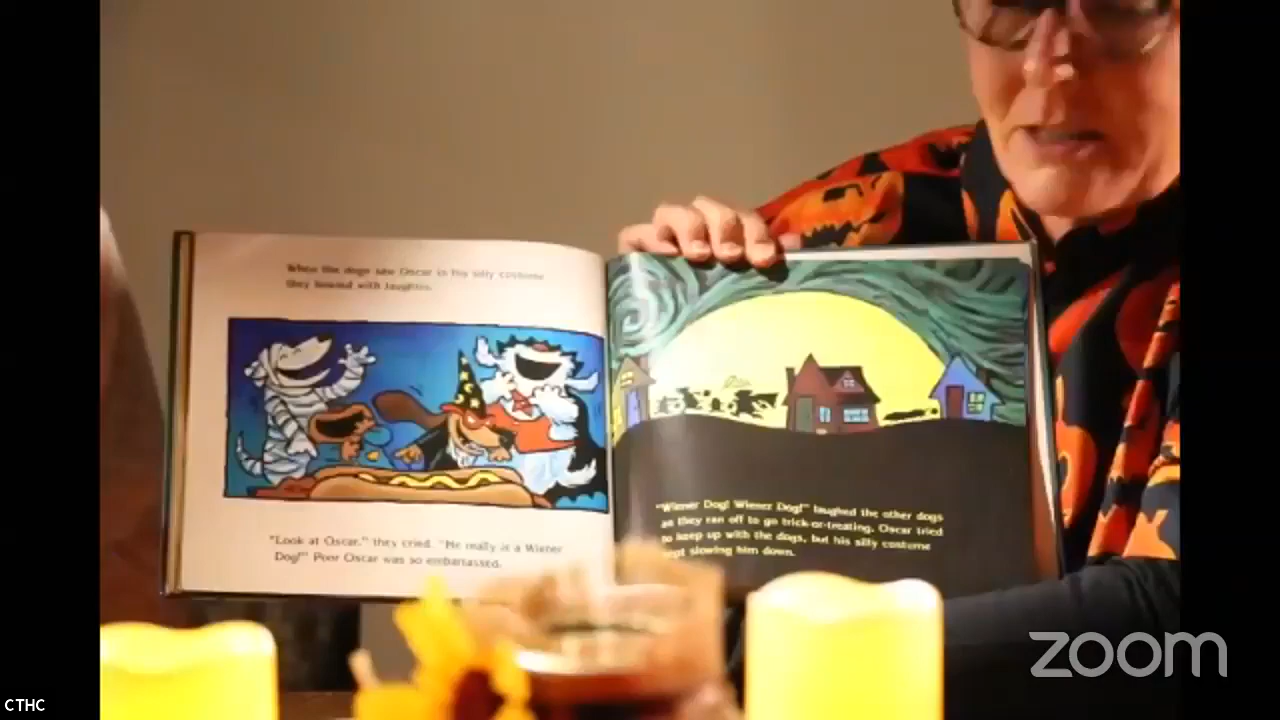 When the dogs saw Oscar in his silly costume
they howled with laughter.
"Look at Oscar," they cried. "He really is a Wiener
Dog!" Poor Oscar was so embarrassed.
"Wiener Dog! Wiener Dog!" laughed the other dogs
as they ran off to go trick-or-treating. Oscar tried
to keep up with the dogs, but his silly costume
kept slowing him down.
zoom
CTHC